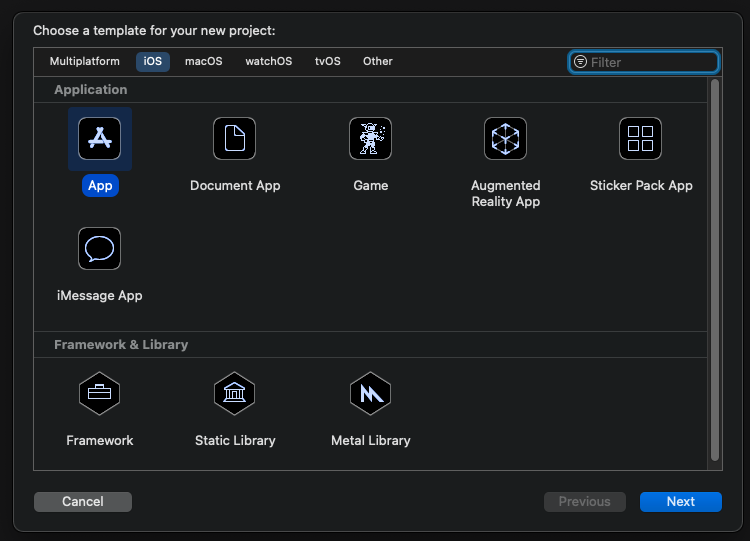 Choose a template for your new project:
Multiplatform iOS macOS watchOS tvOS Other Filter
Application
App Document App Game Augmented Reality App Sticker Pack App
iMessage App
Framework & Library
Framework Static Library Metal Library
Cancel Previous Next